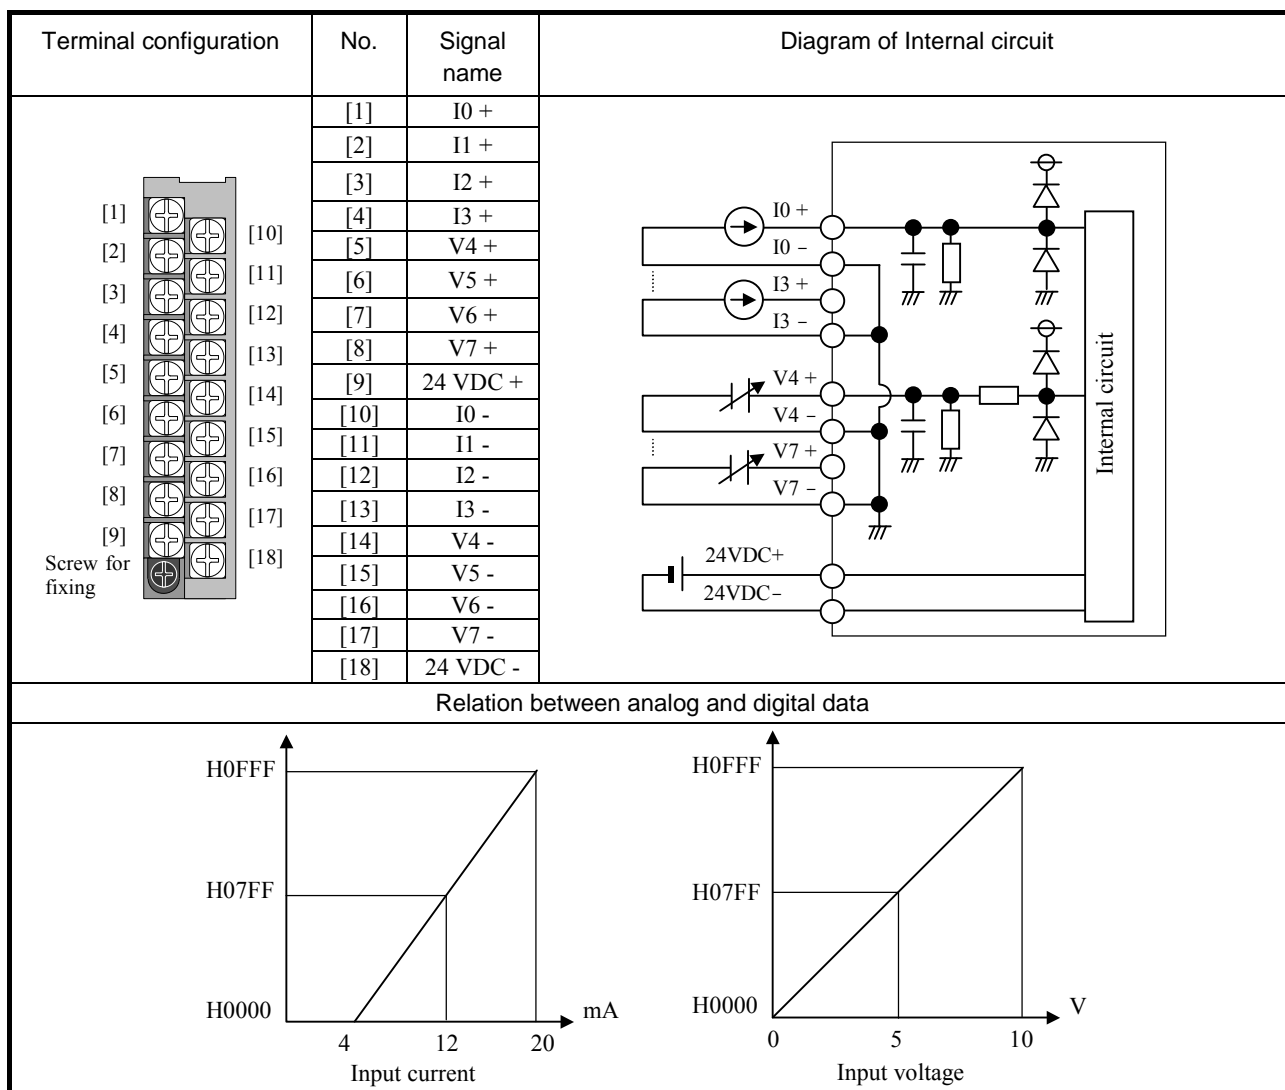 Terminal configuration
No.
Signal
name
Diagram of Internal circuit
[1]
[2]
[3]
[4]
[5]
[6]
[7]
[8]
[9]
Screw for
fixing
[10]
[11]
[12]
[13]
[14]
[15]
[16]
[17]
[18]
[1] I0 +
[2] I1 +
[3] I2 +
[4] I3 +
[5] V4 +
[6] V5 +
[7] V6 +
[8] V7 +
[9] 24 VDC +
[10] I0 -
[11] I1 -
[12] I2 -
[13] I3 -
[14] V4 -
[15] V5 -
[16] V6 -
[17] V7 -
[18] 24 VDC -
I0 +
I0 −
I3 +
I3 −
V4 +
V4 −
V7 +
V7 −
24VDC+
24VDC−
Internal circuit
Relation between analog and digital data
H0FFF
H07FF
H0000
4 12 20
mA
Input current
H0FFF
H07FF
H0000
0 5 10
V
Input voltage